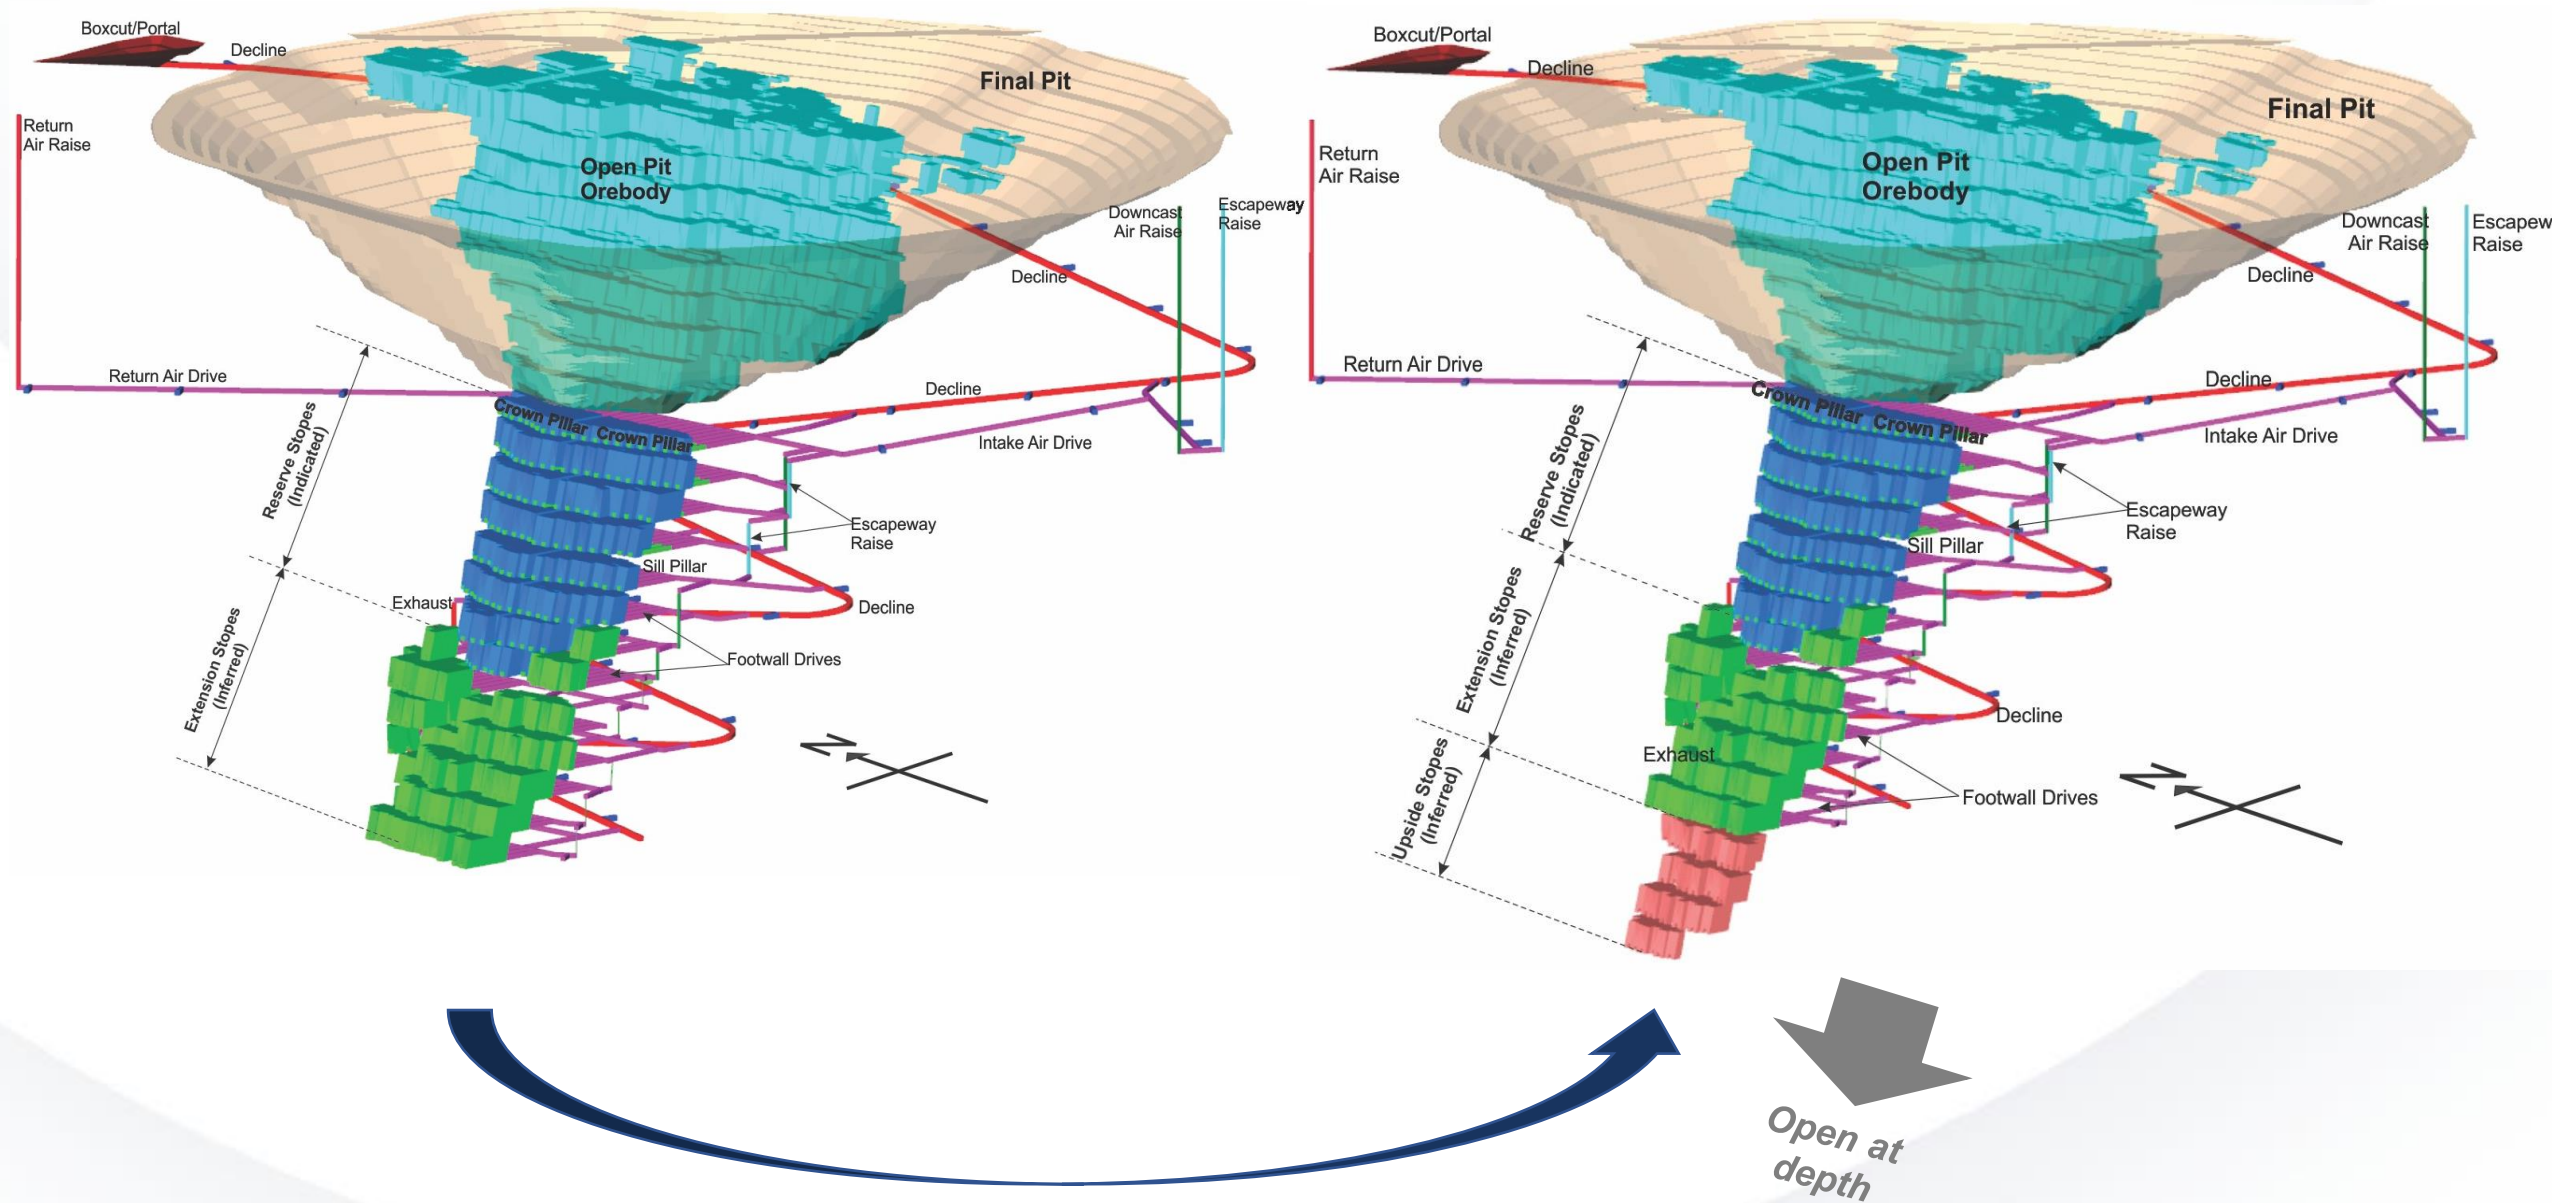 Boxcut/Portal
Decline
Final Pit
Return
Air Raise
Open Pit
Orebody
Downcast
Air Raise
Escapeway
Raise
Decline
Return Air Drive
Decline
Crown Pillar Crown Pillar
Intake Air Drive
Reserve Stopes
(Indicated)
Escapeway
Raise
Sill Pillar
Exhaust
Decline
Extension Stopes
(Inferred)
Footwall Drives
N
Boxcut/Portal
Decline
Final Pit
Return
Air Raise
Open Pit
Orebody
Downcast
Air Raise
Escapew
Raise
Decline
Return Air Drive
Decline
Crown Pillar Crown Pillar
Intake Air Drive
Reserve Stopes
(Indicated)
Escapeway
Raise
Sill Pillar
Extension Stopes
(Inferred)
Decline
Exhaust
Upside Stopes
(Inferred)
Footwall Drives
N
Open at
depth